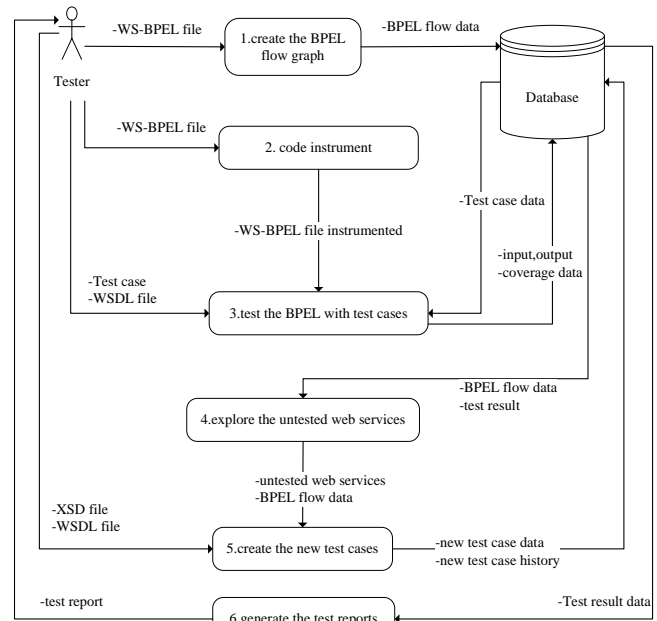 -WS-BPEL file
1.create the BPEL
flow graph
-BPEL flow data
Tester
Database
-WS-BPEL file
2. code instrument
-Test case data
-WS-BPEL file instrumented
-input,output
-coverage data
-Test case
-WSDL file
3.test the BPEL with test cases
-BPEL flow data
-test result
4.explore the untested web services
-untested web services
-BPEL flow data
-XSD file
-WSDL file
5.create the new test cases
-new test case data
-new test case history
-test report
6.generate the test reports
-Test result data